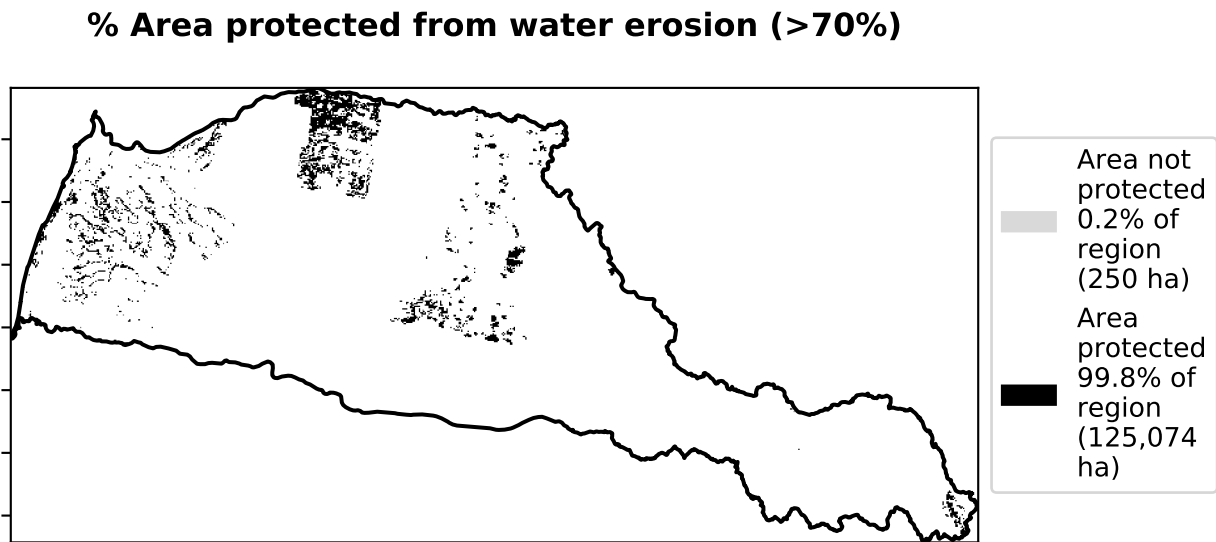 % Area protected from water erosion (>70%)
Area not
protected
0.2% of
region
(250 ha)
Area
protected
99.8% of
region
(125,074
ha)